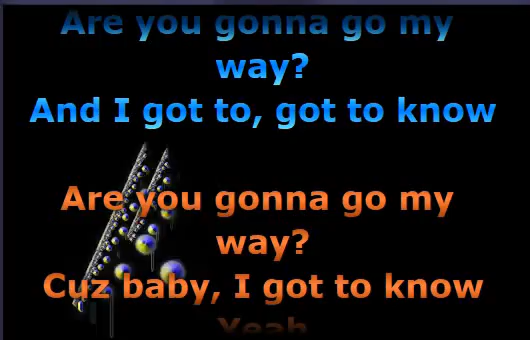 Are you gonna go my
way?
And I got to, got to know
Are you gonna go my
way?
Cuz baby, I got to know
Yeah